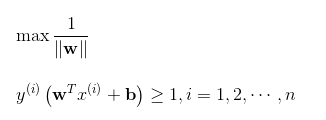 max 1/‖w‖
y^(i) (w^T x^(i) + b) ≥ 1, i = 1, 2, ⋯ , n